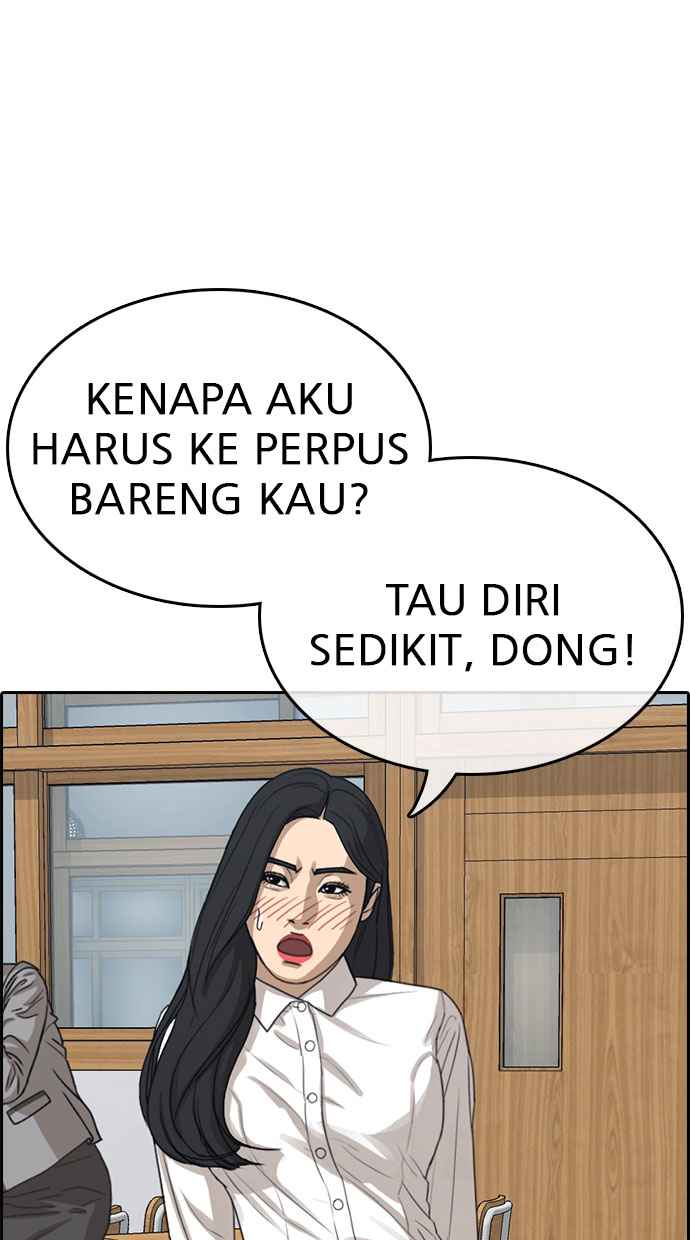 KENAPA AKU
HARUS KE PERPUS
BARENG KAU?
TAU DIRI
SEDIKIT, DONG!